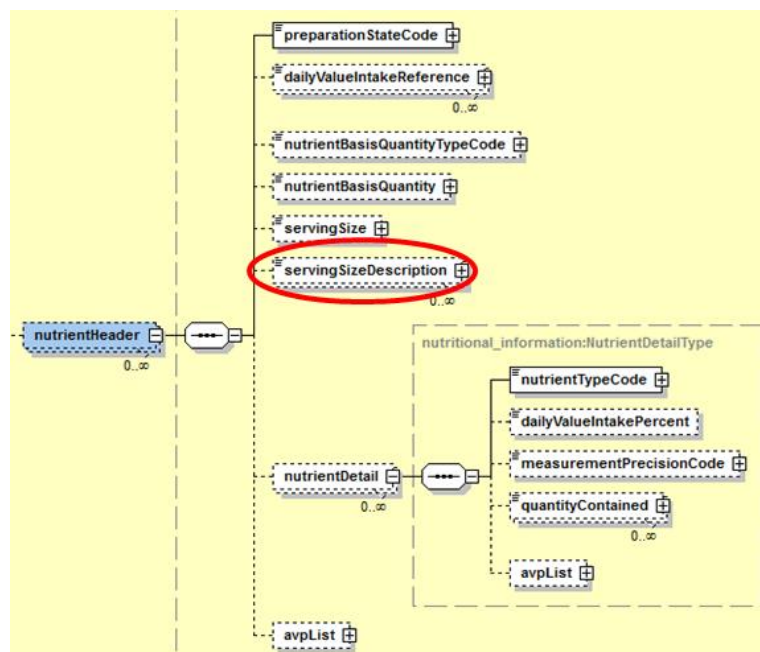 preparationStateCode
dailyValueIntakeReference
0..∞
nutrientBasisQuantityTypeCode
nutrientBasisQuantity
servingSize
servingSizeDescription
0..∞
nutrientHeader
0..∞
nutritional_information:NutrientDetailType
nutrientTypeCode
dailyValueIntakePercent
measurementPrecisionCode
quantityContained
0..∞
avpList
nutrientDetail
0..∞
avpList